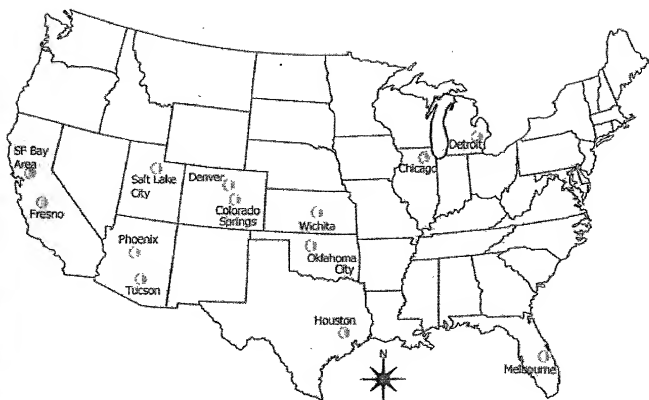 SF Bay
Area
Fresno
Salt Lake
City
Denver
Colorado
Springs
Wichita
Phoenix
Tucson
Oklahoma
City
Houston
Chicago
Detroit
Melbourne
N